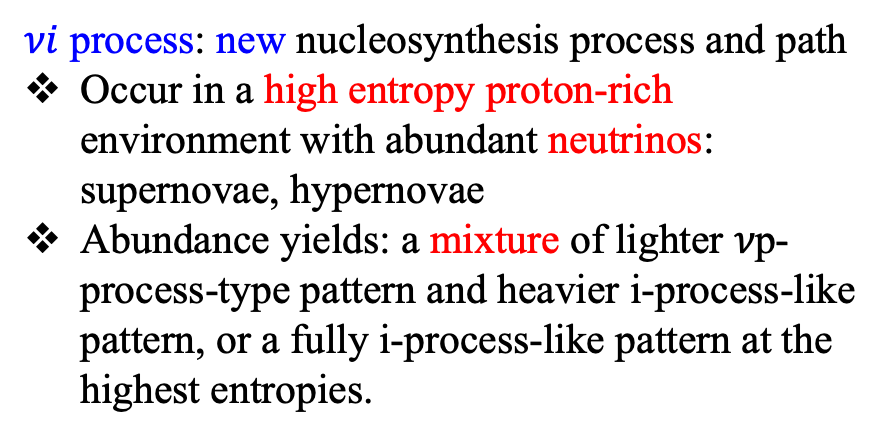 νi process: new nucleosynthesis process and path
❖ Occur in a high entropy proton-rich
environment with abundant neutrinos:
supernovae, hypernovae
❖ Abundance yields: a mixture of lighter νp-
process-type pattern and heavier i-process-like
pattern, or a fully i-process-like pattern at the
highest entropies.